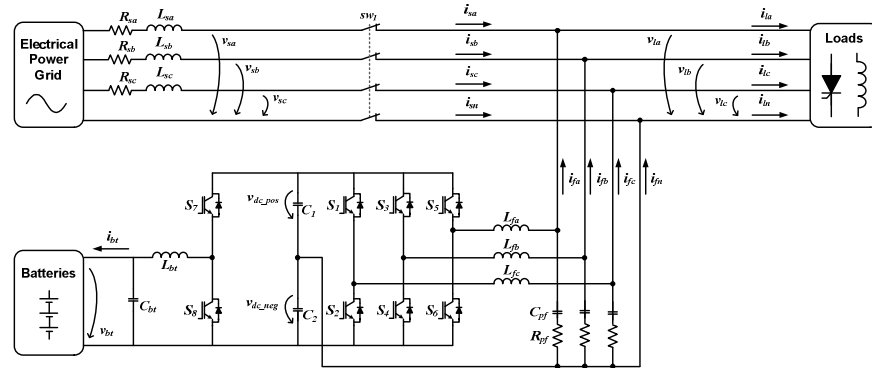 Electrical Power Grid
R_sa L_sa
R_sb L_sb
R_sc L_sc
v_sa
v_sb
v_sc
sw_1
i_sa
i_sb
i_sc
i_sn
v_la
v_lb
v_lc
i_la
i_lb
i_lc
i_ln
Loads
i_fa i_fb i_fc i_fn
S_7
v_dc_pos
C_1
S_1
S_3
S_5
L_fa
L_fb
L_fc
i_bt
L_bt
Batteries
v_bt
C_bt
S_8
v_dc_neg
C_2
S_2
S_4
S_6
C_pf
R_pf